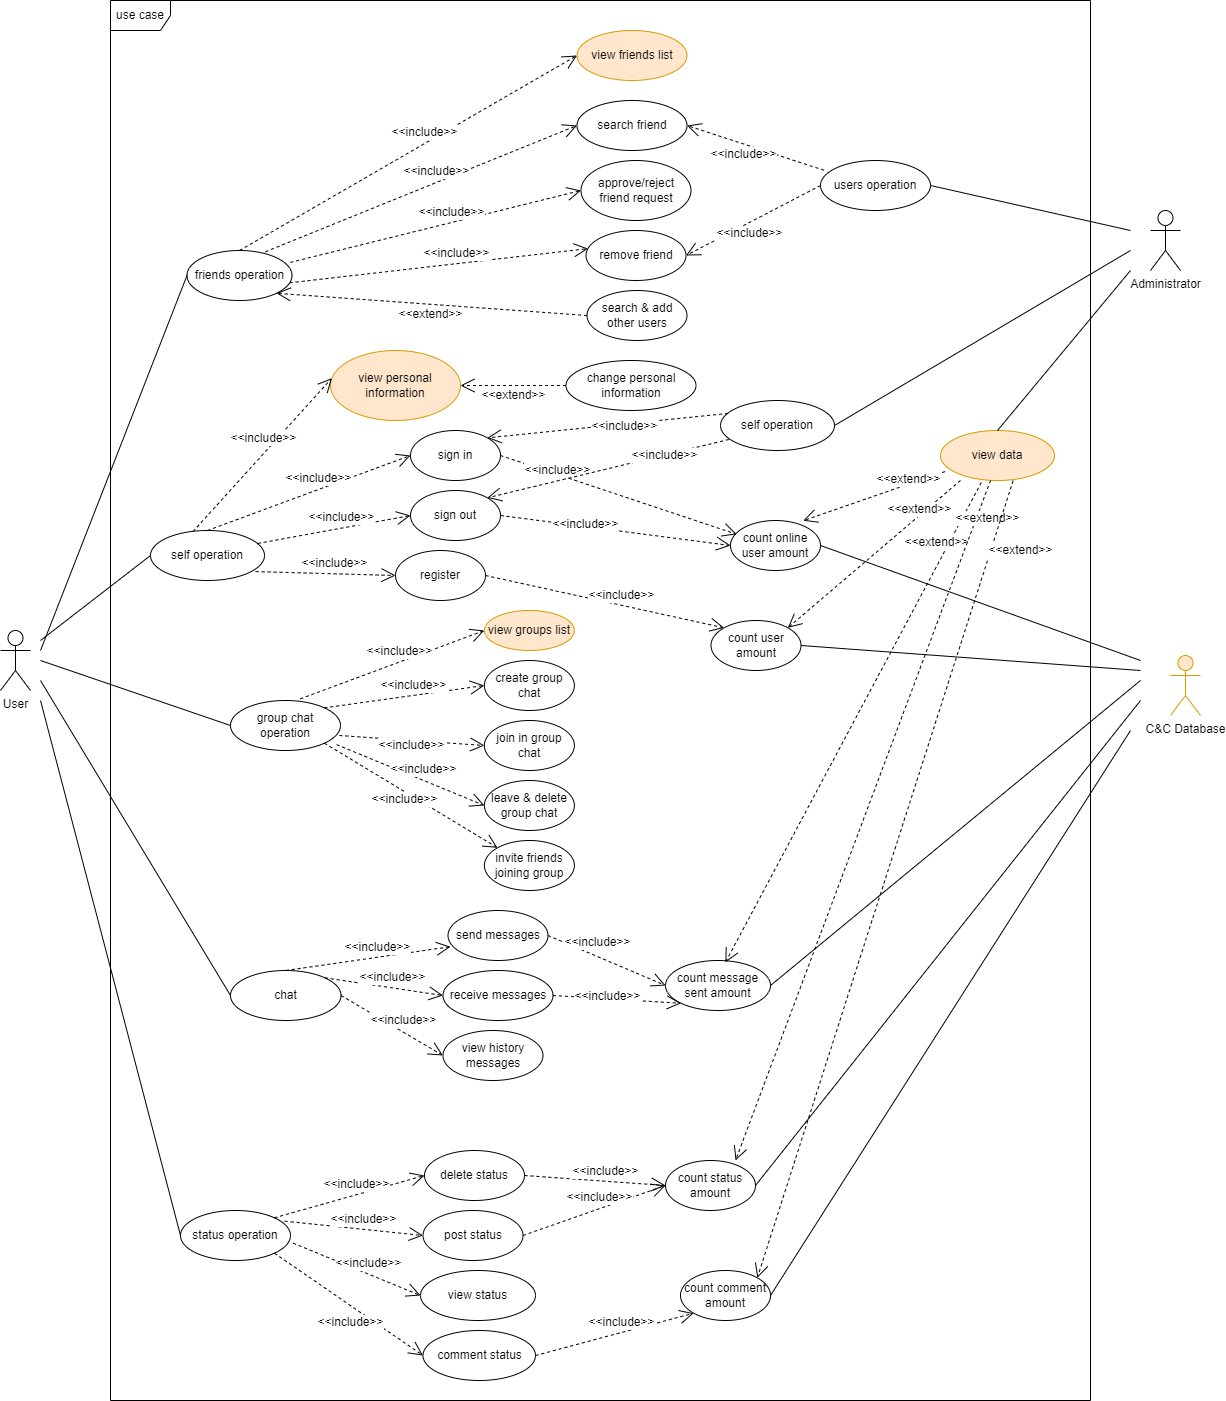 use case
view friends list
<<include>>
search friend
<<include>>
<<include>>
users operation
approve/reject
friend request
<<include>>
<<include>>
remove friend
<<include>>
friends operation
Administrator
search & add
other users
<<extend>>
view personal
information
<<extend>>
change personal
information
<<include>>
<<include>>
self operation
sign in
<<include>>
view data
<<include>>
<<include>>
<<extend>>
sign out
<<include>>
<<include>>
<<extend>>
<<extend>>
self operation
count online
user amount
<<extend>>
<<extend>>
<<include>>
register
<<include>>
view groups list
count user
amount
<<include>>
User
create group
chat
<<include>>
group chat
operation
C&C Database
join in group
chat
<<include>>
<<include>>
leave & delete
group chat
<<include>>
invite friends
joining group
send messages
<<include>>
<<include>>
count message
sent amount
<<include>>
chat
receive messages
<<include>>
<<include>>
view history
messages
delete status
<<include>>
<<include>>
count status
amount
<<include>>
<<include>>
status operation
post status
<<include>>
view status
count comment
amount
<<include>>
<<include>>
comment status